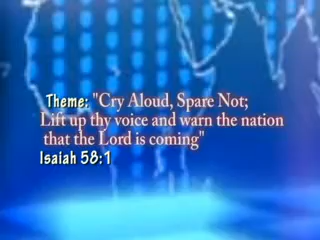 Theme: "Cry Aloud, Spare Not;
Lift up thy voice and warn the nation
that the Lord is coming"
Isaiah 58:1